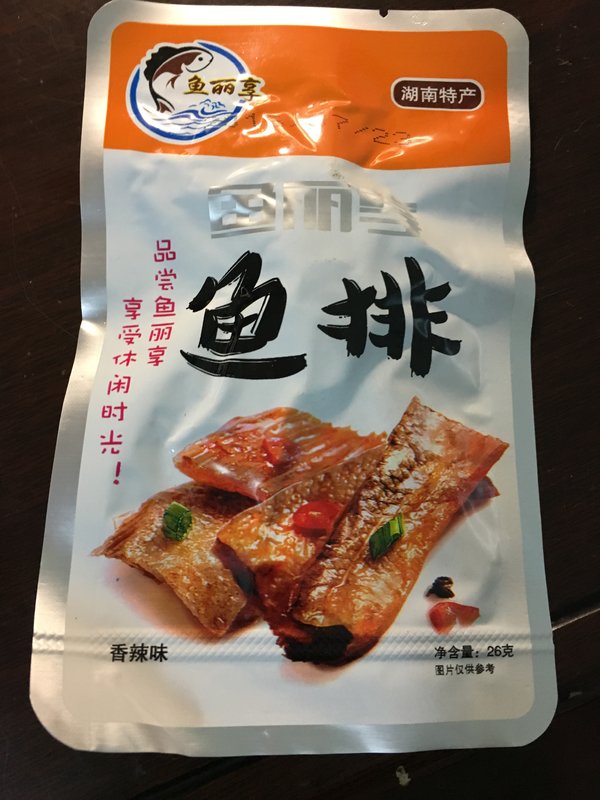 鱼丽享
湖南特产
鱼丽享
鱼排
品尝鱼丽享
享受休闲时光！
香辣味
净含量：26克
图片仅供参考